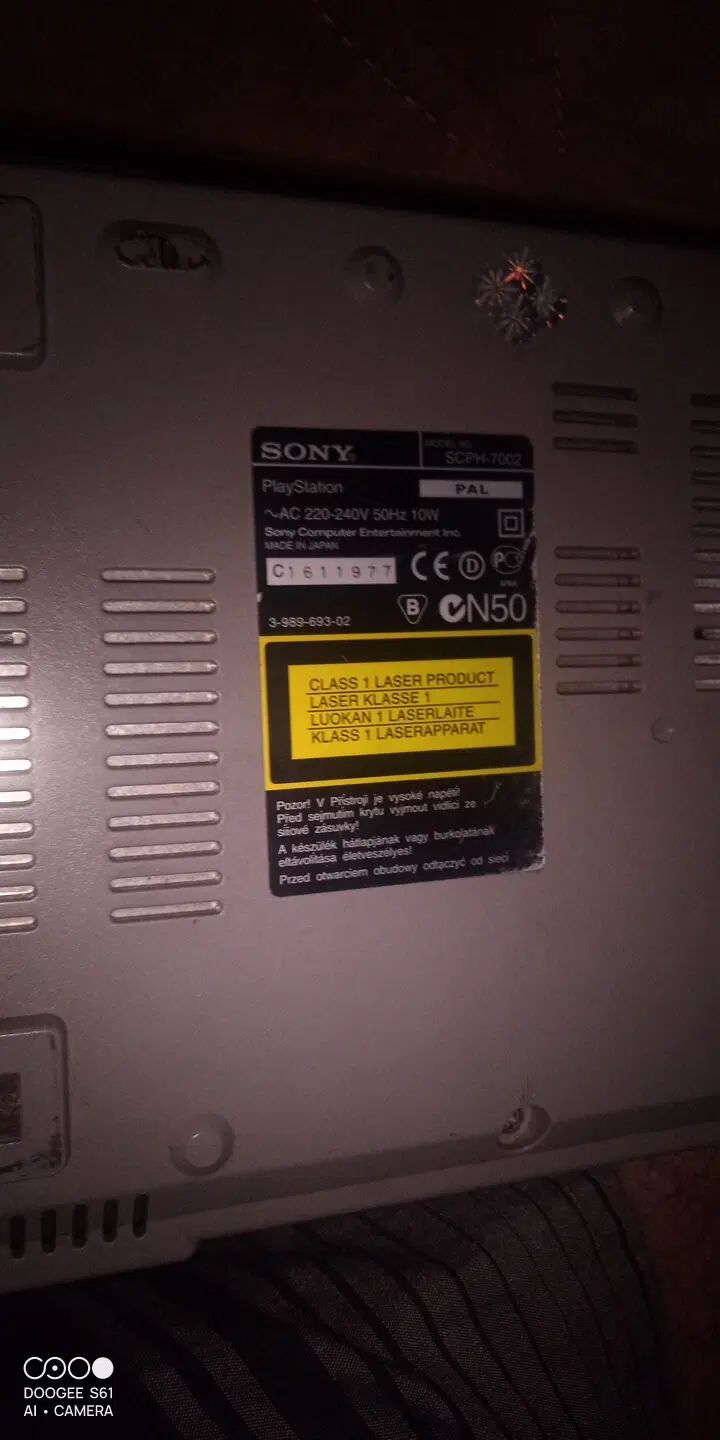 SONY®
MODEL NO.
SCPH-7002
PlayStation
PAL
~AC 220-240V 50Hz 10W
Sony Computer Entertainment Inc.
MADE IN JAPAN
C1611977
CE D
B N50
3-989-693-02
CLASS 1 LASER PRODUCT
LASER KLASSE 1
LUOKAN 1 LASERLAITE
KLASS 1 LASERAPPARAT
Pozor! V Přístroji je vysoké napětí!
Před sejmutím krytu vyjmout vidlici ze
síťové zásuvky!
A készülék hátlapjának vagy burkolatának
eltávolítása életveszélyes!
Przed otwarciem obudowy odłączyć od sieci
DOOGEE S61
AI • CAMERA